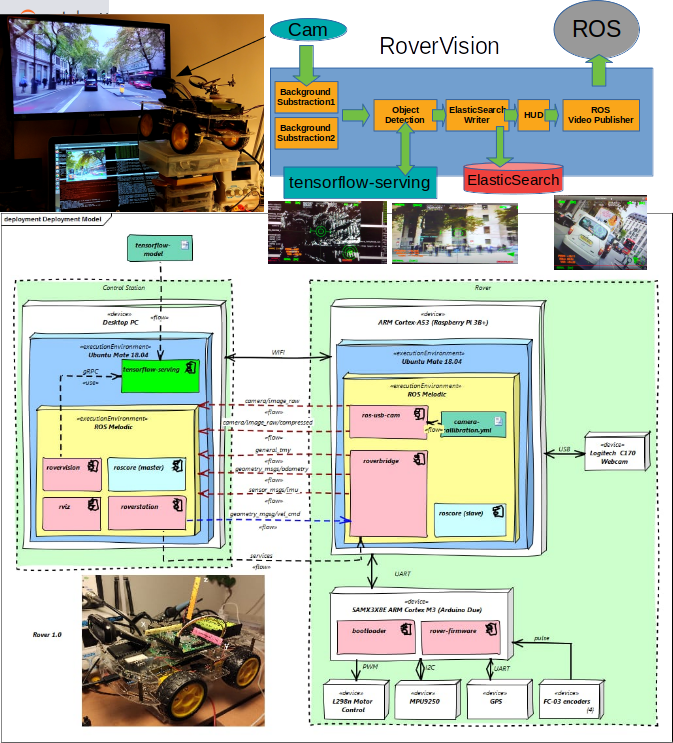 Cam
RoverVision
ROS
Background
Substraction1
Background
Substraction2
Object
Detection
ElasticSearch
Writer
HUD
ROS
Video Publisher
tensorflow-serving
ElasticSearch
deployment Deployment Model
tensorflow-
model
Control Station
Rover
«device»
Desktop PC
«flow»
«device»
ARM Cortex-A53 (Raspberry PI 3B+)
«executionEnvironment»
Ubuntu Mate 18.04
WIFI
«executionEnvironment»
Ubuntu Mate 18.04
gRPC
«use»
tensorflow-serving
«executionEnvironment»
ROS Melodic
«executionEnvironment»
ROS Melodic
camera/image_raw
«flow»
camera/image_raw/compressed
«flow»
general_tmy
«flow»
geometry_msgs/odometry
«flow»
sensor_msgs/imu
«flow»
geometry_mgsg/vel_cmd
«flow»
services
«flow»
ros-usb-cam
«flow»
camera-
callibration.yml
roverbridge
roscore (slave)
rovervision
roscore (master)
rviz
roverstation
USB
«device»
Logitech C170
Webcam
UART
«device»
SAMX3X8E ARM Cortex M3 (Arduino Due)
bootloader
rover-firmware
pulse
PWM
I2C
UART
«device»
L298n Motor
Control
«device»
MPU9250
«device»
GPS
«device»
FC-03 encoders
(4)
Rover 1.0